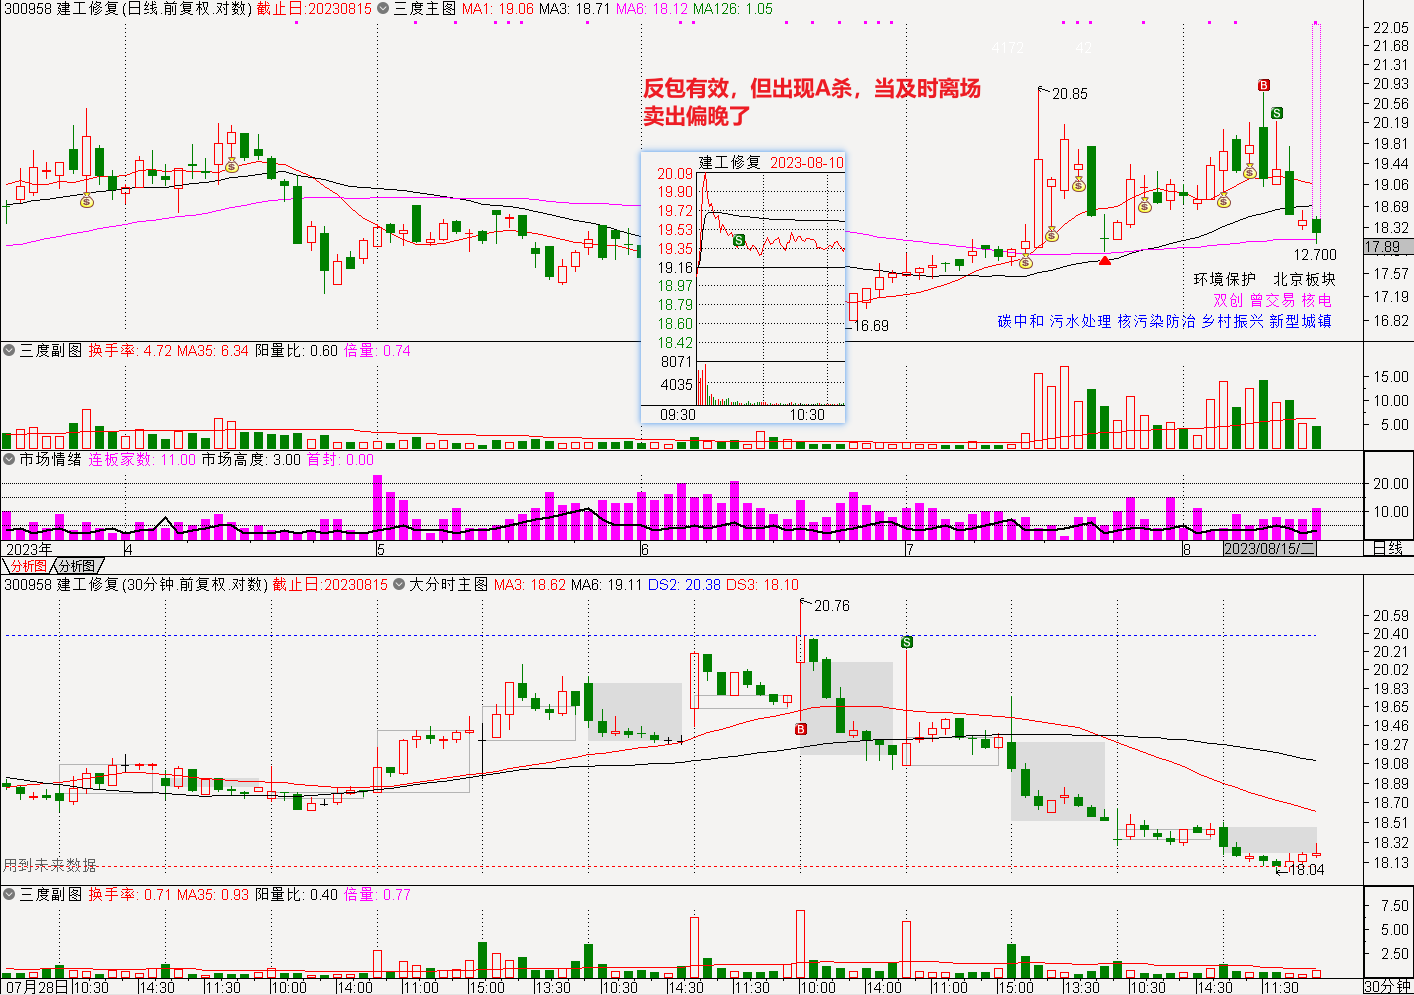 300958 建工修复(日线.前复权.对数) 截止日:20230815 三度主图 MA1: 19.06 MA3: 18.71 MA6: 18.12 MA126: 1.05
4172 42
22.05
21.68
21.31
20.93
20.56
20.19
19.81
19.44
19.06
18.69
18.32
17.89
17.57
17.19
16.82
反包有效，但出现A杀，当及时离场
卖出偏晚了
20.85
B
S
建工修复 2023-08-10
20.09
19.90
19.72
19.53
19.35
19.16
18.97
18.79
18.60
18.42
8071
4035
S
09:30 10:30
16.69
12.700
环境保护 北京板块
双创 曾交易 核电
碳中和 污水处理 核污染防治 乡村振兴 新型城镇
三度副图 换手率: 4.72 MA35: 6.34 阳量比: 0.60 倍量: 0.74
15.00
10.00
5.00
市场情绪 连板家数: 11.00 市场高度: 3.00 首封: 0.00
20.00
10.00
2023年 4 5 6 7 8 2023/08/15/二 日线
分析图 分析图
300958 建工修复(30分钟.前复权.对数) 截止日:20230815 大分时主图 MA3: 18.62 MA6: 19.11 DS2: 20.38 DS3: 18.10
20.76
S
B
20.59
20.40
20.21
20.02
19.83
19.65
19.46
19.27
19.08
18.89
18.70
18.51
18.32
18.13
用到未来数据
18.04
三度副图 换手率: 0.71 MA35: 0.93 阳量比: 0.40 倍量: 0.77
7.50
5.00
2.50
07月28日 10:30 14:30 11:30 10:00 14:00 11:00 15:00 13:30 10:30 14:30 11:30 10:00 14:00 11:00 15:00 13:30 10:30 14:30 11:30 30分钟